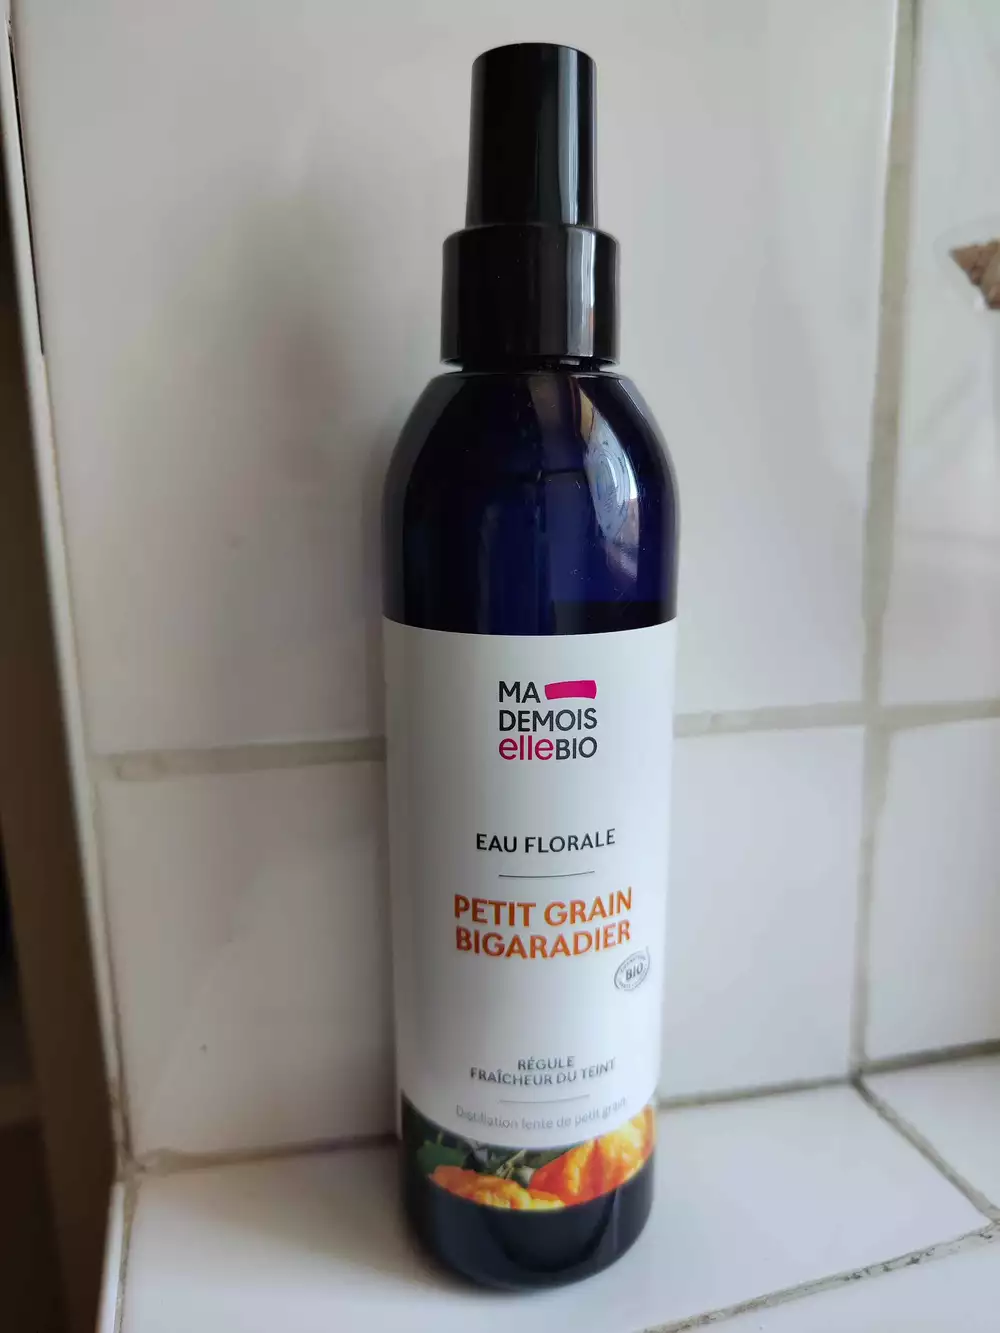 MA
DEMOIS
elleBIO
EAU FLORALE
PETIT GRAIN
BIGARADIER
BIO
RÉGULE
FRAÎCHEUR DU TEINT
Distillation lente de petit grain